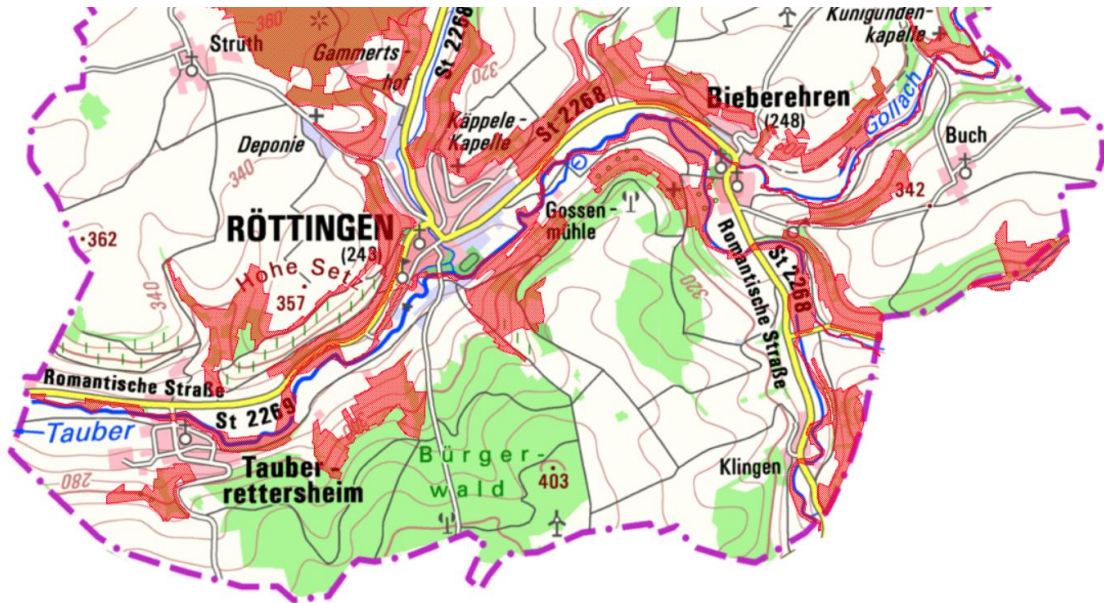 360
Kunigunden-
kapelle
Strüth
Gammerts-
hof
St 2268
320
360
Gollach
Bieberehren
(248)
St 2268
Käppele-
Kapelle
Buch
Deponie
340
342
RÖTTINGEN
(243)
Gossen-
mühle
362
Hohe Setz
357
340
320
Romantische Straße
St 2268
Romantische Straße
St 2269
Tauber
Tauber-
rettersheim
280
Bürger-
wald
403
Klingen